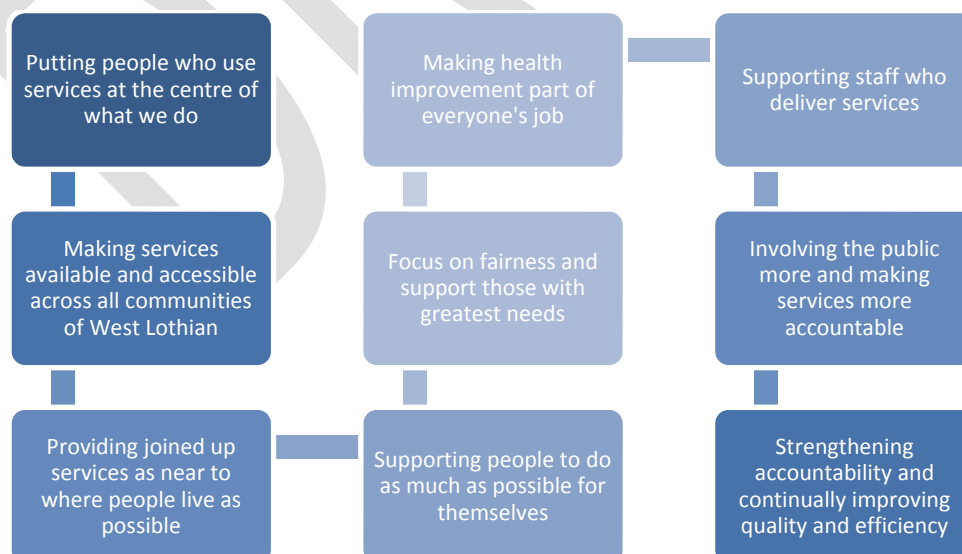 Putting people who use
services at the centre of
what we do
Making services
available and accessible
across all communities
of West Lothian
Providing joined up
services as near to
where people live as
possible
Supporting people to do
as much as possible for
themselves
Focus on fairness and
support those with
greatest needs
Making health
improvement part of
everyone's job
Supporting staff who
deliver services
Involving the public
more and making
services more
accountable
Strengthening
accountability and
continually improving
quality and efficiency